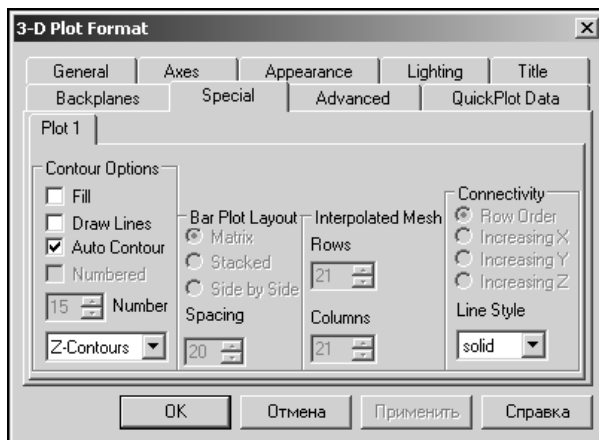 3-D Plot Format
General Axes Appearance Lighting Title
Backplanes Special Advanced QuickPlot Data
Plot 1
Contour Options
Fill
Draw Lines
Auto Contour
Numbered
15 Number
Z-Contours
Bar Plot Layout
Matrix
Stacked
Side by Side
Spacing
20
Interpolated Mesh
Rows
21
Columns
21
Connectivity
Row Order
Increasing X
Increasing Y
Increasing Z
Line Style
solid
OK Отмена Применить Справка